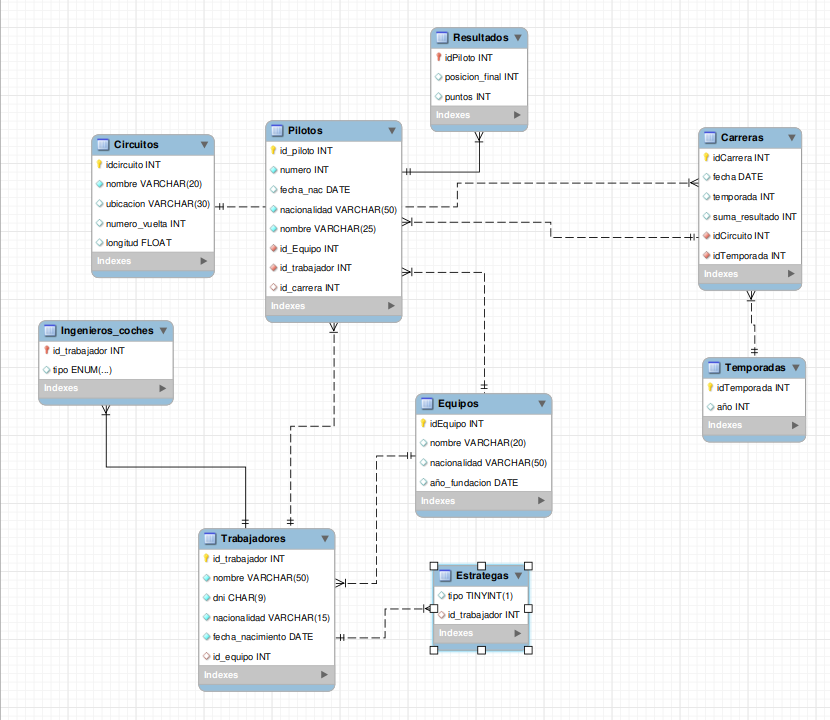 Resultados
idPiloto INT
posicion_final INT
puntos INT
Indexes
Pilotos
id_piloto INT
numero INT
fecha_nac DATE
nacionalidad VARCHAR(50)
nombre VARCHAR(25)
id_Equipo INT
id_trabajador INT
id_carrera INT
Indexes
Circuitos
idcircuito INT
nombre VARCHAR(20)
ubicacion VARCHAR(30)
numero_vuelta INT
longitud FLOAT
Indexes
Carreras
idCarrera INT
fecha DATE
temporada INT
suma_resultado INT
idCircuito INT
idTemporada INT
Indexes
Ingenieros_coches
id_trabajador INT
tipo ENUM(...)
Indexes
Temporadas
idTemporada INT
año INT
Indexes
Equipos
idEquipo INT
nombre VARCHAR(20)
nacionalidad VARCHAR(50)
año_fundacion DATE
Indexes
Trabajadores
id_trabajador INT
nombre VARCHAR(50)
dni CHAR(9)
nacionalidad VARCHAR(15)
fecha_nacimiento DATE
id_equipo INT
Indexes
Estrategas
tipo TINYINT(1)
id_trabajador INT
Indexes